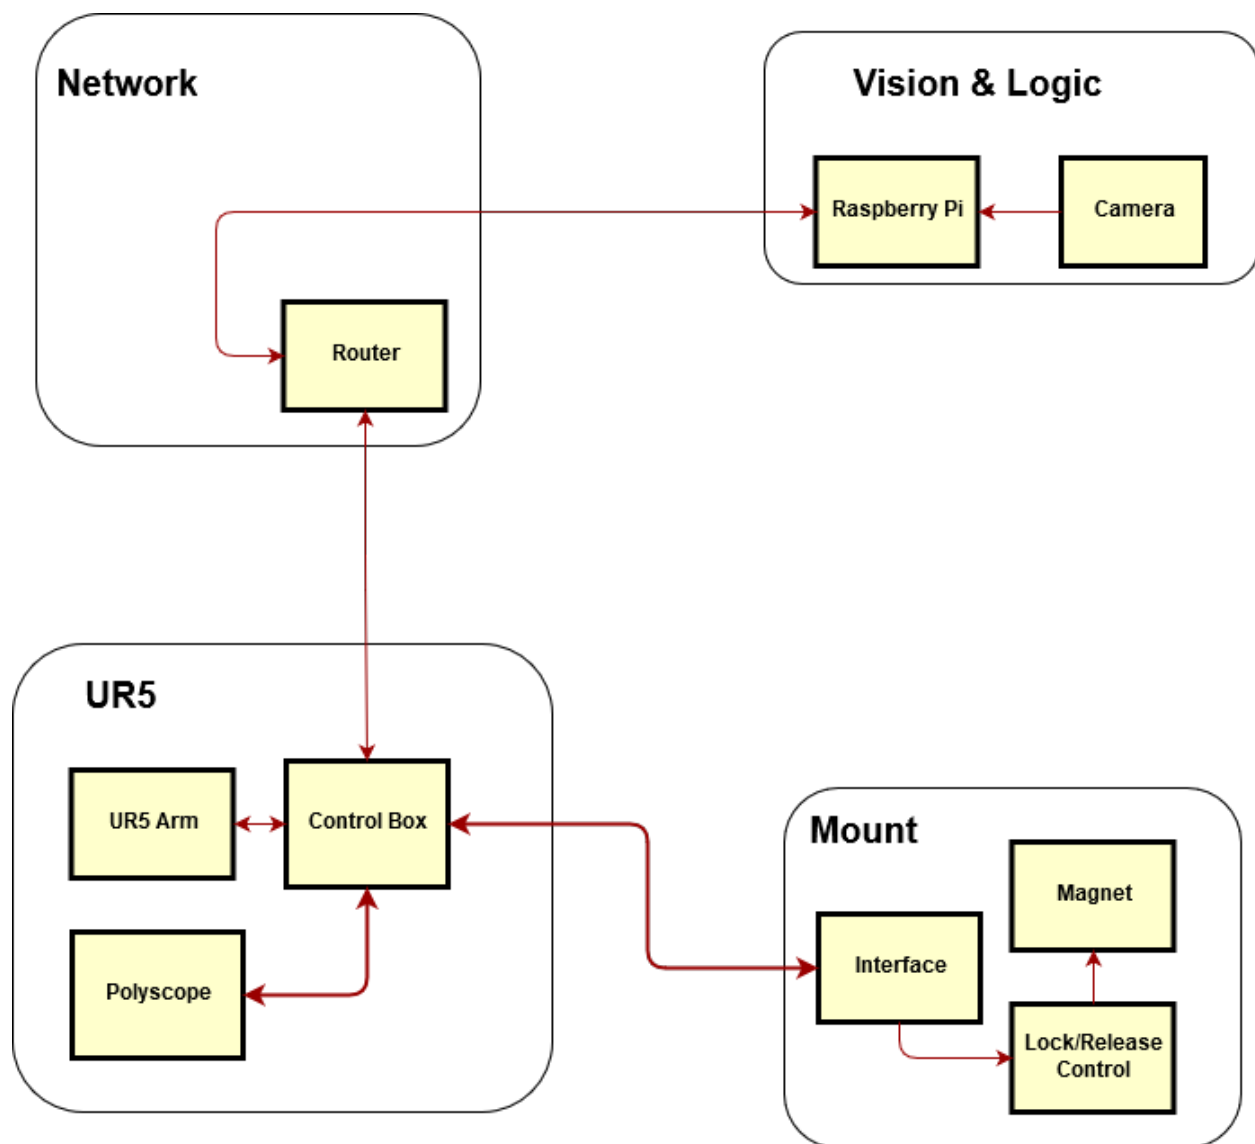 Network
Router
Vision & Logic
Raspberry Pi
Camera
UR5
UR5 Arm
Control Box
Polyscope
Mount
Magnet
Interface
Lock/Release
Control